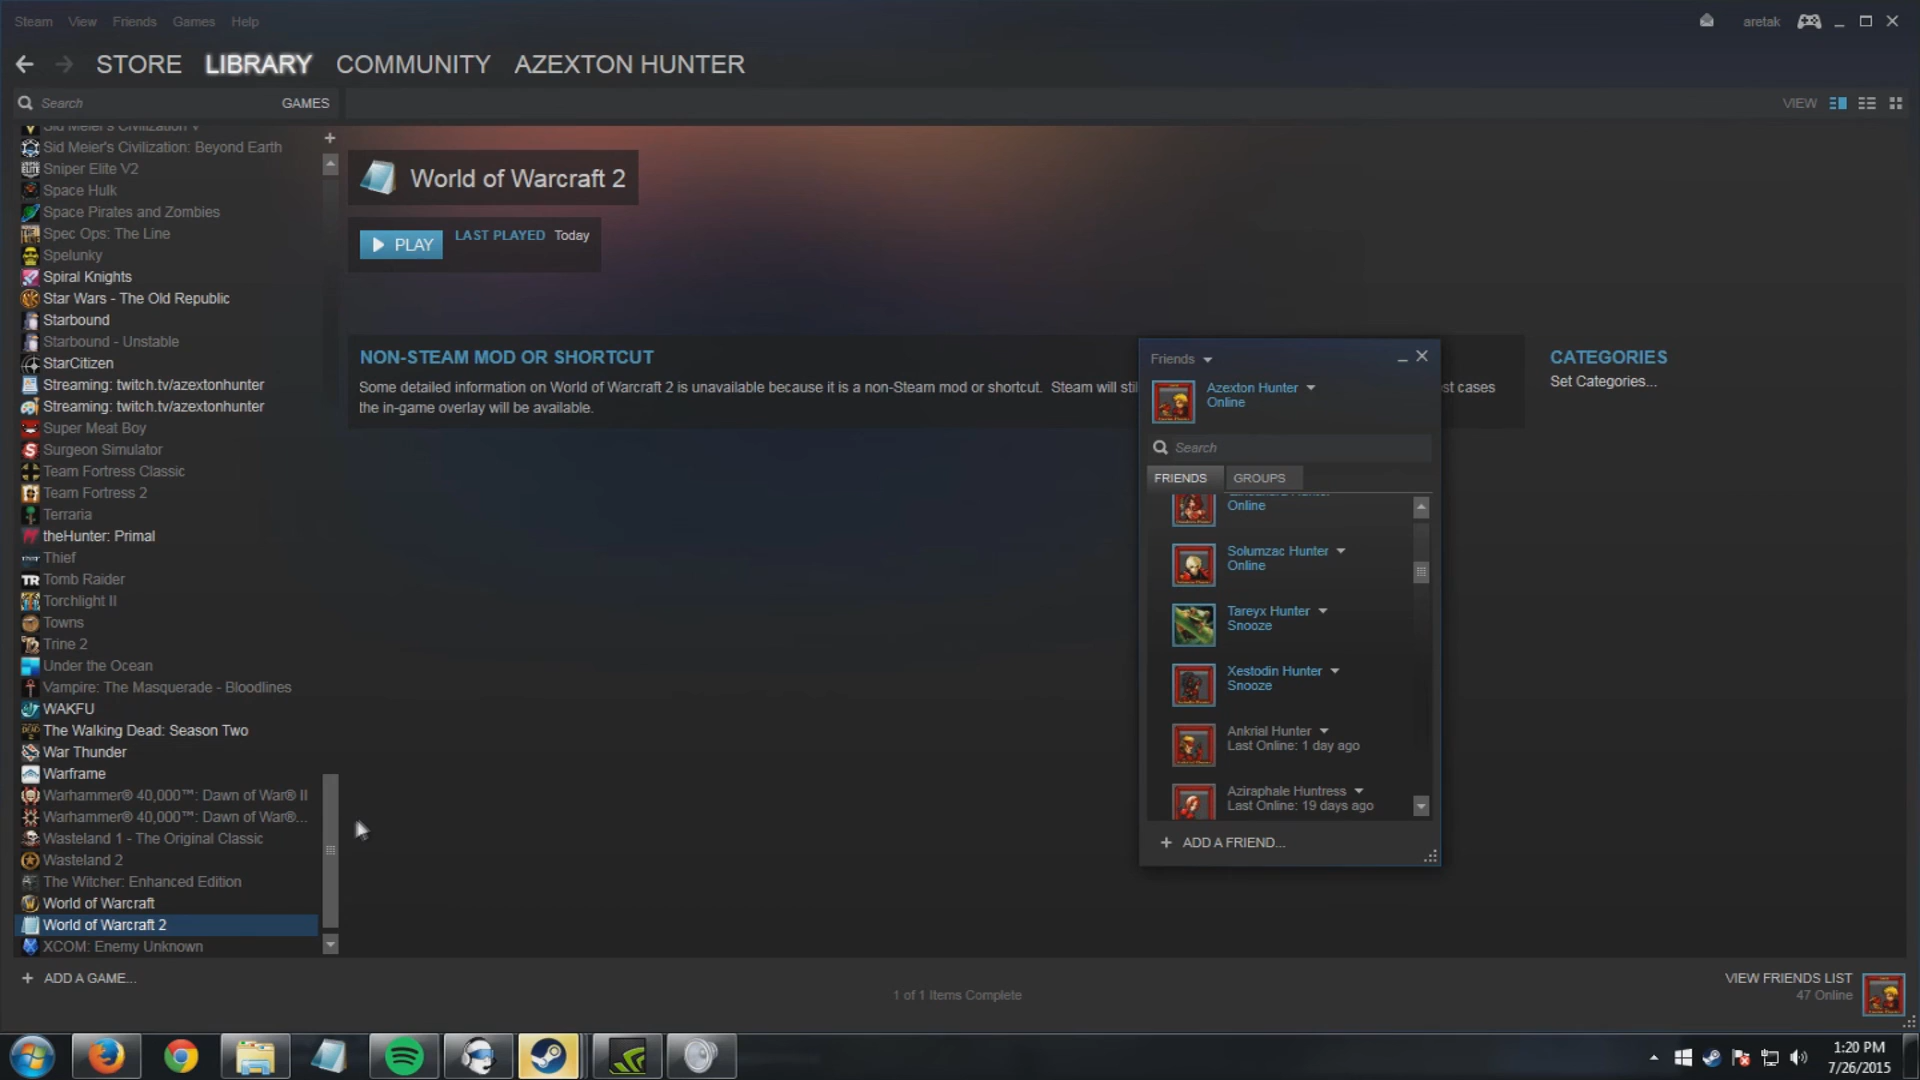 Steam View Friends Games Help
aretak
STORE LIBRARY COMMUNITY AZEXTON HUNTER
Search GAMES
VIEW
Sid Meier's Civilization V
Sid Meier's Civilization: Beyond Earth
Sniper Elite V2
Space Hulk
Space Pirates and Zombies
Spec Ops: The Line
Spelunky
Spiral Knights
Star Wars - The Old Republic
Starbound
Starbound - Unstable
StarCitizen
Streaming: twitch.tv/azextonhunter
Streaming: twitch.tv/azextonhunter
Super Meat Boy
Surgeon Simulator
Team Fortress Classic
Team Fortress 2
Terraria
theHunter: Primal
Thief
Tomb Raider
Torchlight II
Towns
Trine 2
Under the Ocean
Vampire: The Masquerade - Bloodlines
WAKFU
The Walking Dead: Season Two
War Thunder
Warframe
Warhammer® 40,000™: Dawn of War® II
Warhammer® 40,000™: Dawn of War®...
Wasteland 1 - The Original Classic
Wasteland 2
The Witcher: Enhanced Edition
World of Warcraft
World of Warcraft 2
XCOM: Enemy Unknown
+ ADD A GAME...
World of Warcraft 2
PLAY
LAST PLAYED Today
NON-STEAM MOD OR SHORTCUT
Some detailed information on World of Warcraft 2 is unavailable because it is a non-Steam mod or shortcut. Steam will stil
st cases
the in-game overlay will be available.
CATEGORIES
Set Categories...
Friends
Azexton Hunter
Online
Search
FRIENDS GROUPS
Online
Solumzac Hunter
Online
Tareyx Hunter
Snooze
Xestodin Hunter
Snooze
Ankrial Hunter
Last Online: 1 day ago
Aziraphale Huntress
Last Online: 19 days ago
+ ADD A FRIEND...
1 of 1 Items Complete
VIEW FRIENDS LIST
47 Online
1:20 PM
7/26/2015